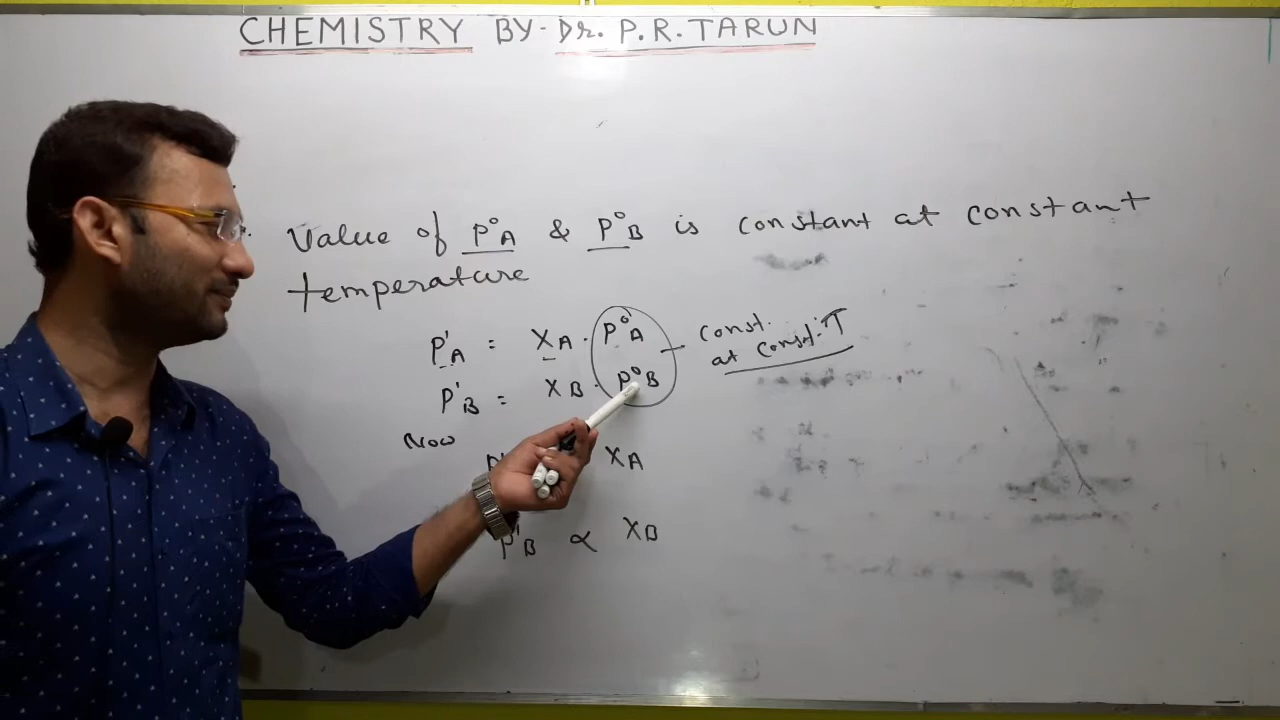 CHEMISTRY BY- Dr. P.R. TARUN
Value of P°A & P°B is constant at constant
temperature
P'A = XA . P°A const. at const. T
P'B = XB . P°B
Now
XA
P'B ∝ XB